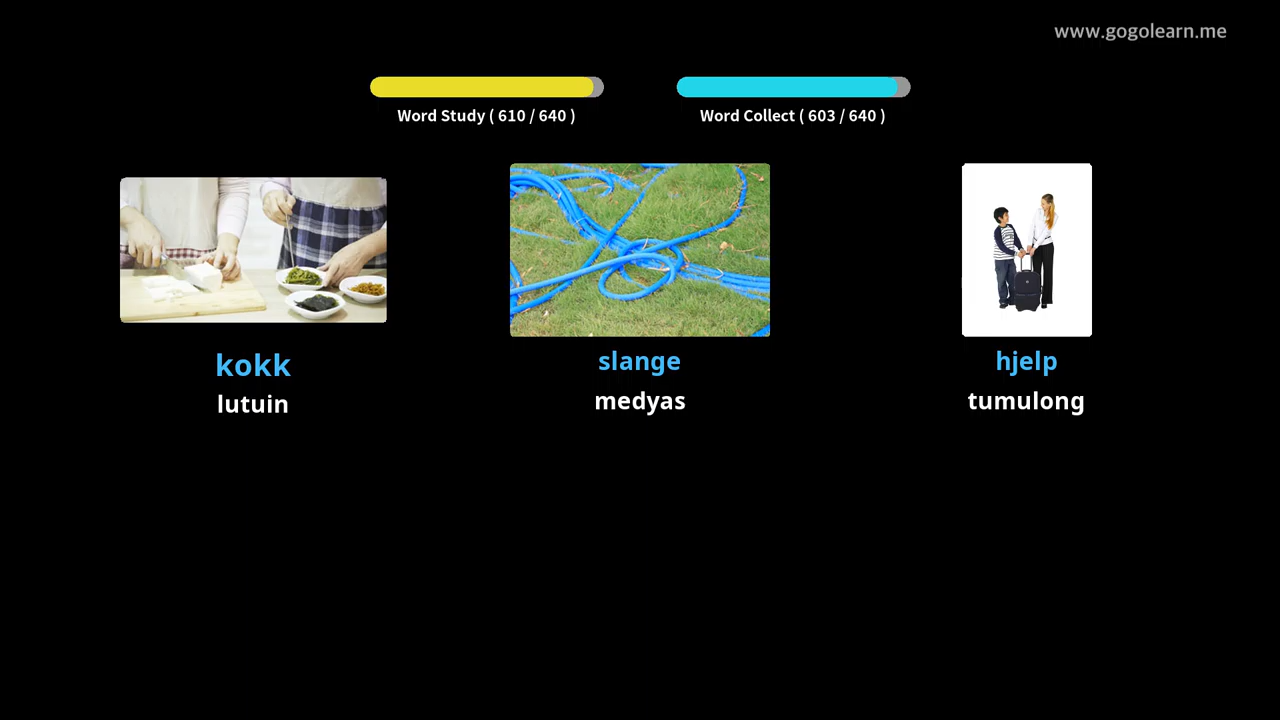 www.gogolearn.me
Word Study ( 610 / 640 )
Word Collect ( 603 / 640 )
kokk
lutuin
slange
medyas
hjelp
tumulong